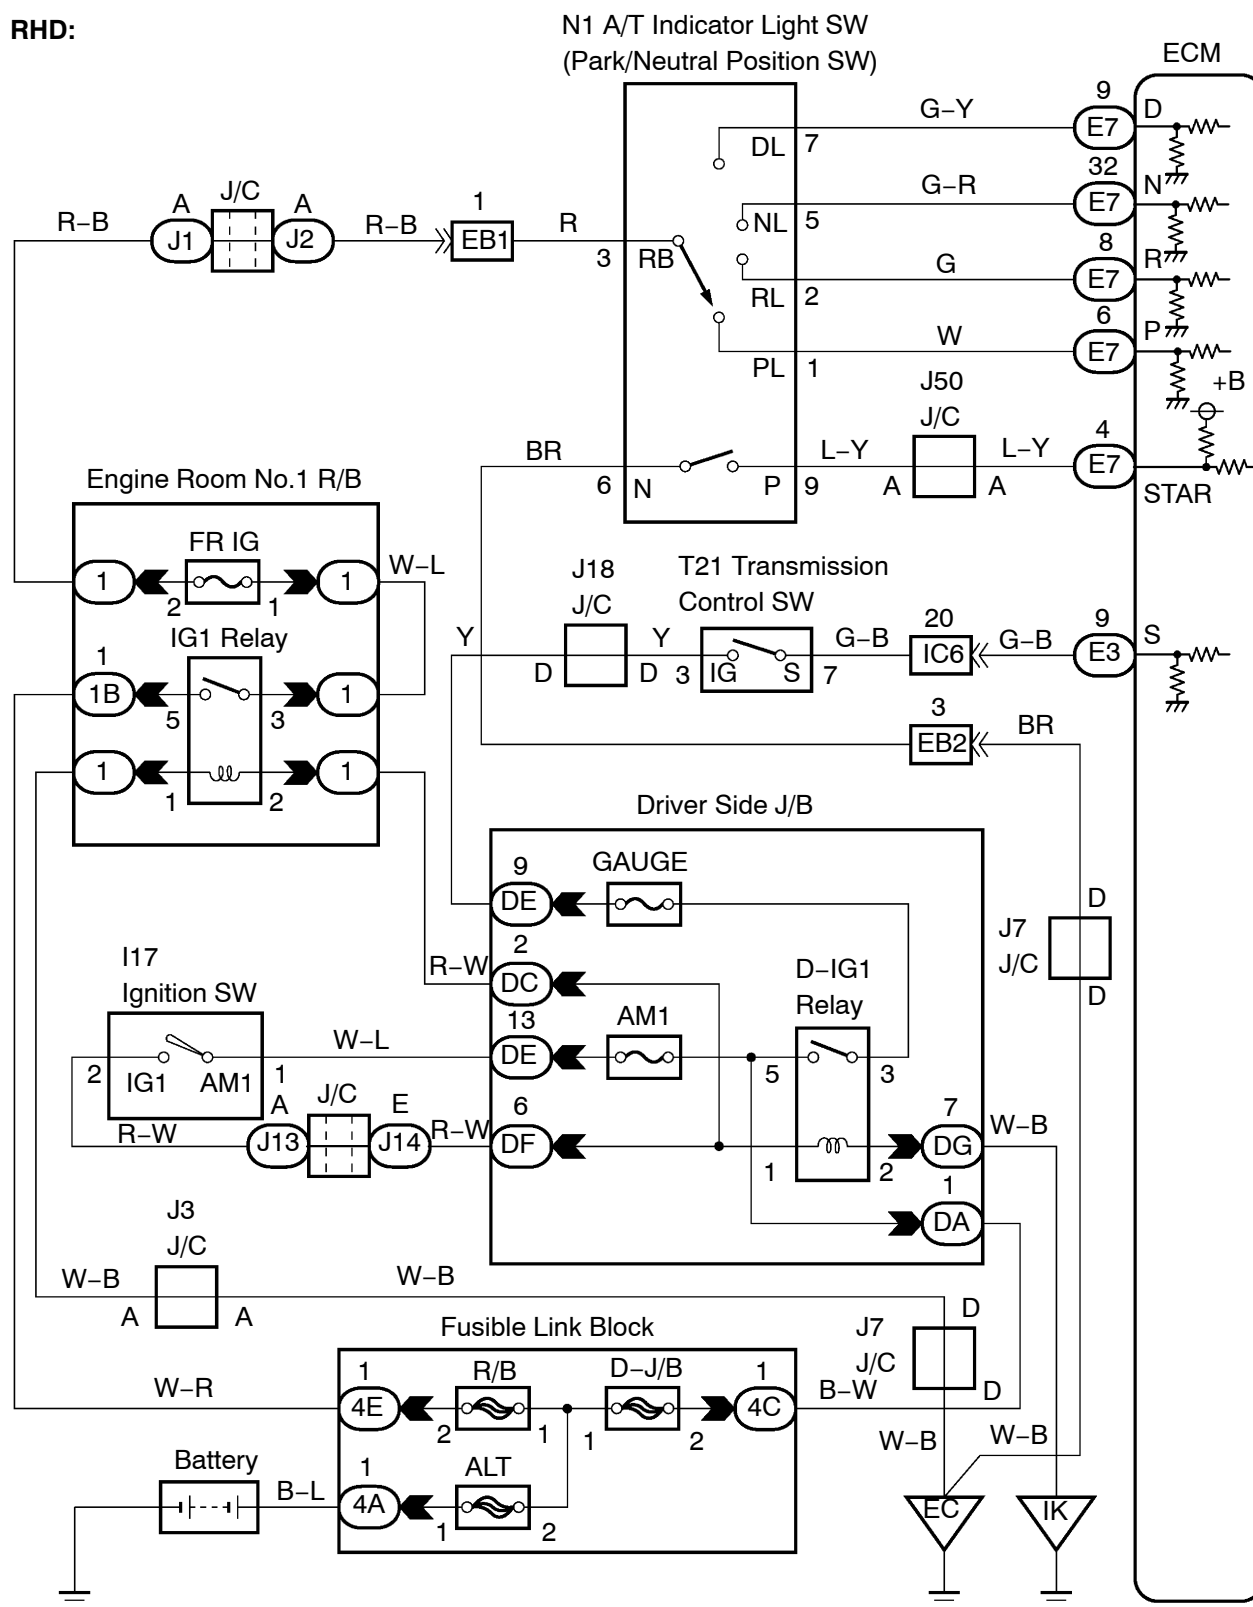 RHD:
N1 A/T Indicator Light SW
(Park/Neutral Position SW)
ECM
9
G–Y
E7
D
DL
7
32
G–R
E7
N
NL
5
A
J/C
A
1
R–B
J1
J2
R–B
EB1
R
3
RB
8
G
E7
R
RL
2
6
W
E7
P
PL
1
J50
J/C
+B
4
BR
L–Y
L–Y
E7
6
N
P
9
A
A
STAR
Engine Room No.1 R/B
FR IG
1
1
W–L
2
1
IG1 Relay
1
1B
1
5
3
1
1
1
2
J18
J/C
T21 Transmission
Control SW
20
9
Y
Y
G–B
IC6
G–B
E3
S
D
D
3
IG
S
7
3
EB2
BR
Driver Side J/B
9
GAUGE
DE
2
R–W
DC
D–IG1
Relay
D
J7
J/C
D
I17
Ignition SW
13
AM1
W–L
DE
2
IG1
AM1
1
5
3
A
J/C
E
6
7
R–W
J13
J14
R–W
DF
DG
W–B
1
2
1
DA
J3
J/C
W–B
W–B
A
A
D
J7
J/C
D
Fusible Link Block
1
R/B
D–J/B
1
W–R
4E
4C
B–W
2
1
1
2
W–B
W–B
Battery
1
ALT
B–L
4A
1
2
EC
IK